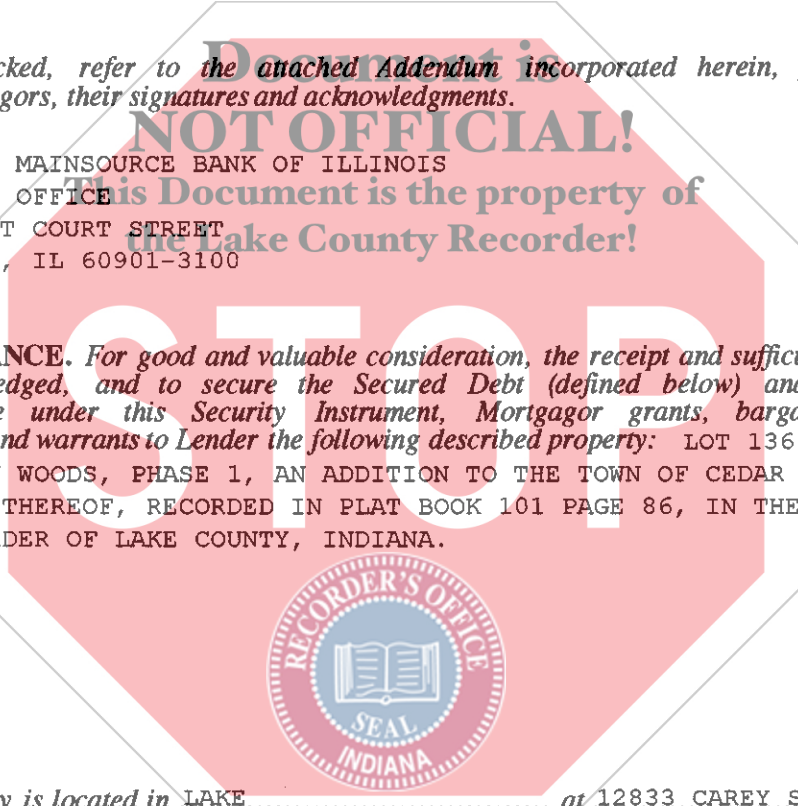 Document is
cked, refer to the attached Addendum incorporated herein,
gors, their signatures and acknowledgments.
NOT OFFICIAL!
MAINSOURCE BANK OF ILLINOIS
OFFICE
This Document is the property of
T COURT STREET
the Lake County Recorder!
, IL 60901-3100
STOP
ANCE. For good and valuable consideration, the receipt and suffic
edged, and to secure the Secured Debt (defined below) and
e under this Security Instrument, Mortgagor grants, barga
nd warrants to Lender the following described property: LOT 136
WOODS, PHASE 1, AN ADDITION TO THE TOWN OF CEDAR
THEREOF, RECORDED IN PLAT BOOK 101 PAGE 86, IN THE
DER OF LAKE COUNTY, INDIANA.
RECORDER'S OFFICE
SEAL
INDIANA
y is located in LAKE at 12833 CAREY S